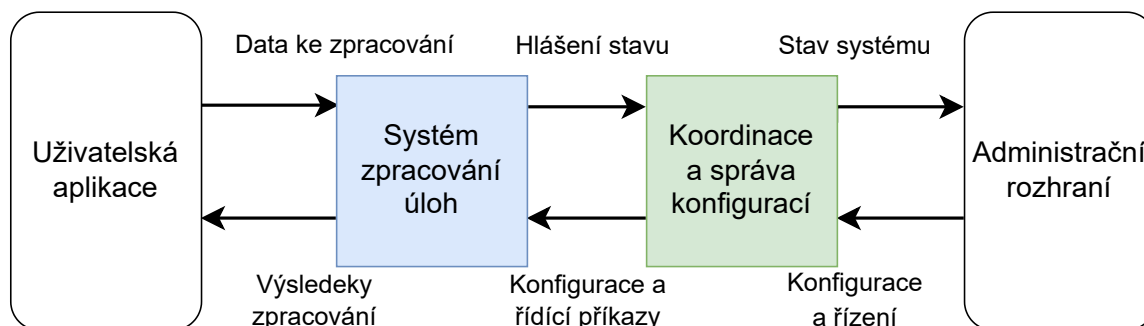 Data ke zpracování
Hlášení stavu
Stav systému
Uživatelská
aplikace
Systém
zpracování
úloh
Koordinace
a správa
konfigurací
Administrační
rozhraní
Výsledeky
zpracování
Konfigurace a
řídící příkazy
Konfigurace
a řízení